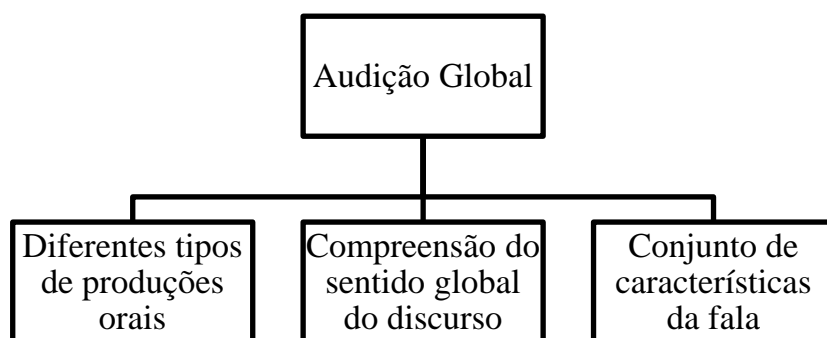 Audição Global
Diferentes tipos
de produções
orais
Compreensão do
sentido global
do discurso
Conjunto de
características
da fala